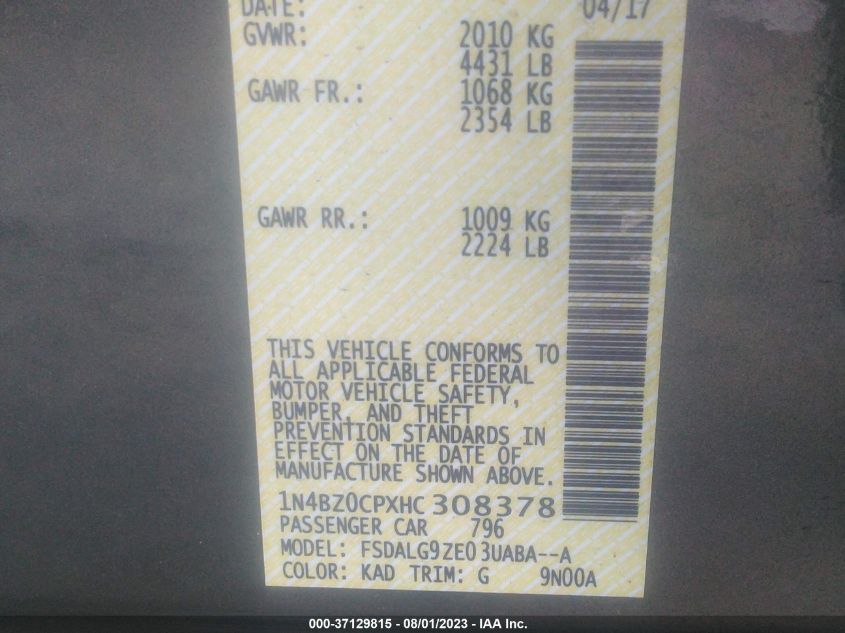 DATE: 04/17
GVWR: 2010 KG
4431 LB
GAWR FR.: 1068 KG
2354 LB
GAWR RR.: 1009 KG
2224 LB
THIS VEHICLE CONFORMS TO
ALL APPLICABLE FEDERAL
MOTOR VEHICLE SAFETY,
BUMPER, AND THEFT
PREVENTION STANDARDS IN
EFFECT ON THE DATE OF
MANUFACTURE SHOWN ABOVE.
1N4BZ0CPXHC308378
PASSENGER CAR 796
MODEL: FSDALG9ZE03UABA--A
COLOR: KAD TRIM: G 9N00A
000-37129815 - 08/01/2023 - IAA Inc.